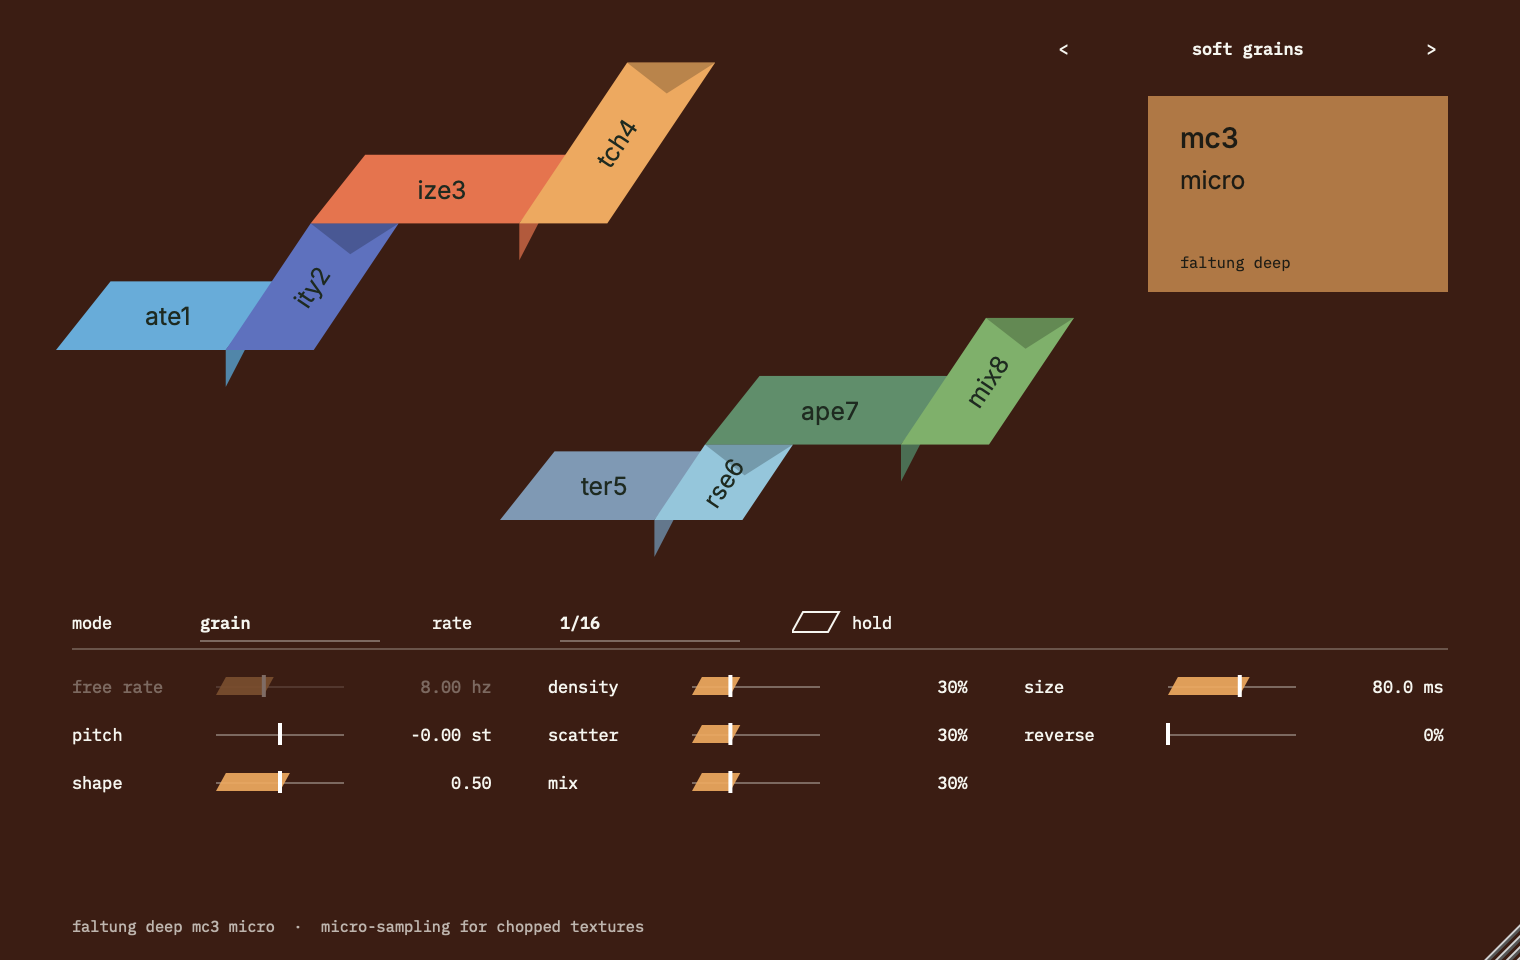 < soft grains >
mc3
micro
faltung deep
tch4
ize3
ity2
ate1
mix8
ape7
rse6
ter5
mode grain rate 1/16 hold
free rate 8.00 hz density 30% size 80.0 ms
pitch -0.00 st scatter 30% reverse 0%
shape 0.50 mix 30%
faltung deep mc3 micro · micro-sampling for chopped textures